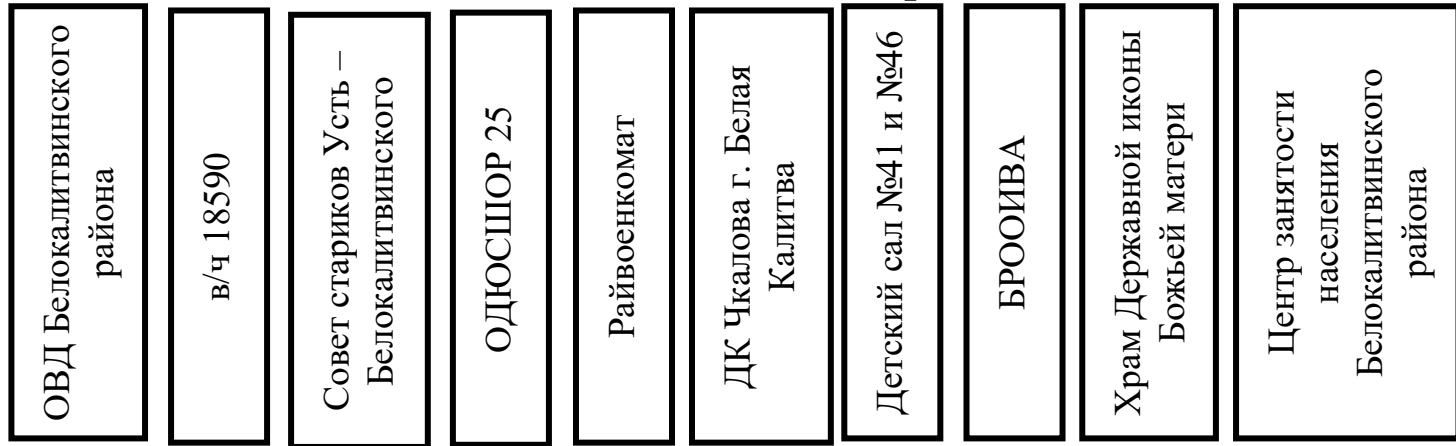 ОВД Белокалитвинского
района
в/ч 18590
Совет стариков Усть –
Белокалитвинского
ОДЮСШОР 25
Райвоенкомат
ДК Чкалова г. Белая
Калитва
Детский сал №41 и №46
БРООИВА
Храм Державной иконы
Божьей матери
Центр занятости
населения
Белокалитвинского
района